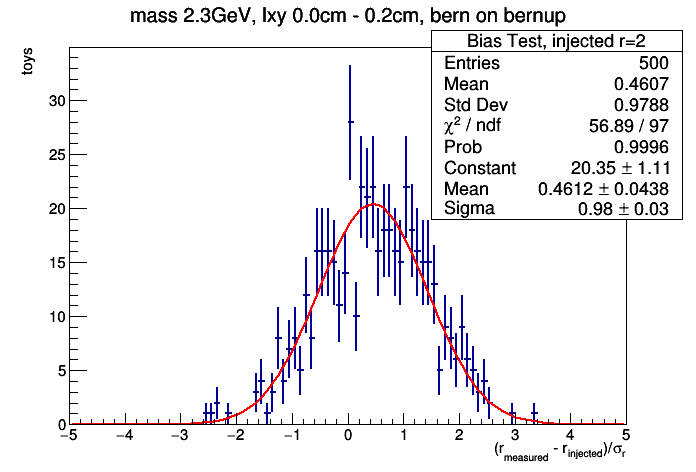 mass 2.3GeV, lxy 0.0cm - 0.2cm, bern on bernup
Bias Test, injected r=2
Entries 500
Mean 0.4607
Std Dev 0.9788
χ² / ndf 56.89 / 97
Prob 0.9996
Constant 20.35 ± 1.11
Mean 0.4612 ± 0.0438
Sigma 0.98 ± 0.03
toys
30
25
20
15
10
5
0
−5 −4 −3 −2 −1 0 1 2 3 4 5
(r_measured - r_injected)/σ_r